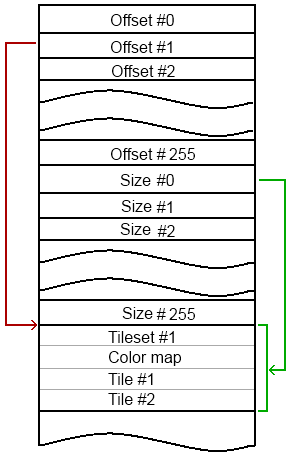 Offset #0
Offset #1
Offset #2
Offset # 255
Size #0
Size #1
Size #2
Size # 255
Tileset #1
Color map
Tile #1
Tile #2